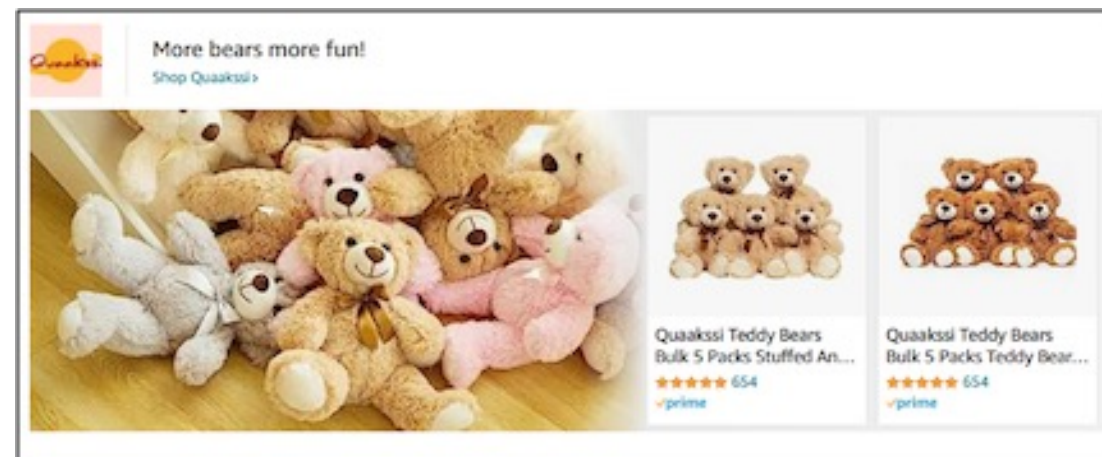 Quaakssi
More bears more fun!
Shop Quaakssi ›
Quaakssi Teddy Bears
Bulk 5 Packs Stuffed An...
654
prime
Quaakssi Teddy Bears
Bulk 5 Packs Teddy Bear...
654
prime